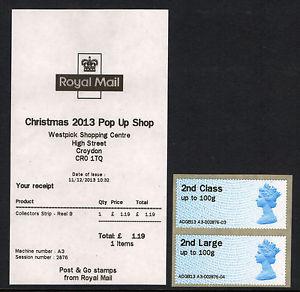 Royal Mail
Christmas 2013 Pop Up Shop
Westpick Shopping Centre
High Street
Croydon
CR0 1TQ
Date of Issue:
11/12/2013 10:32
Your receipt
Product Qty Price Total
Collectors Strip - Reel B 1 £ 1.19 £ 1.19
Total: £ 1.19
1 Items
Machine number : A3
Session number : 2876
Post & Go stamps
from Royal Mail
2nd Class
up to 100g
ADGB13 A3-002876-03
2nd Large
up to 100g
ADGB13 A3-002876-04